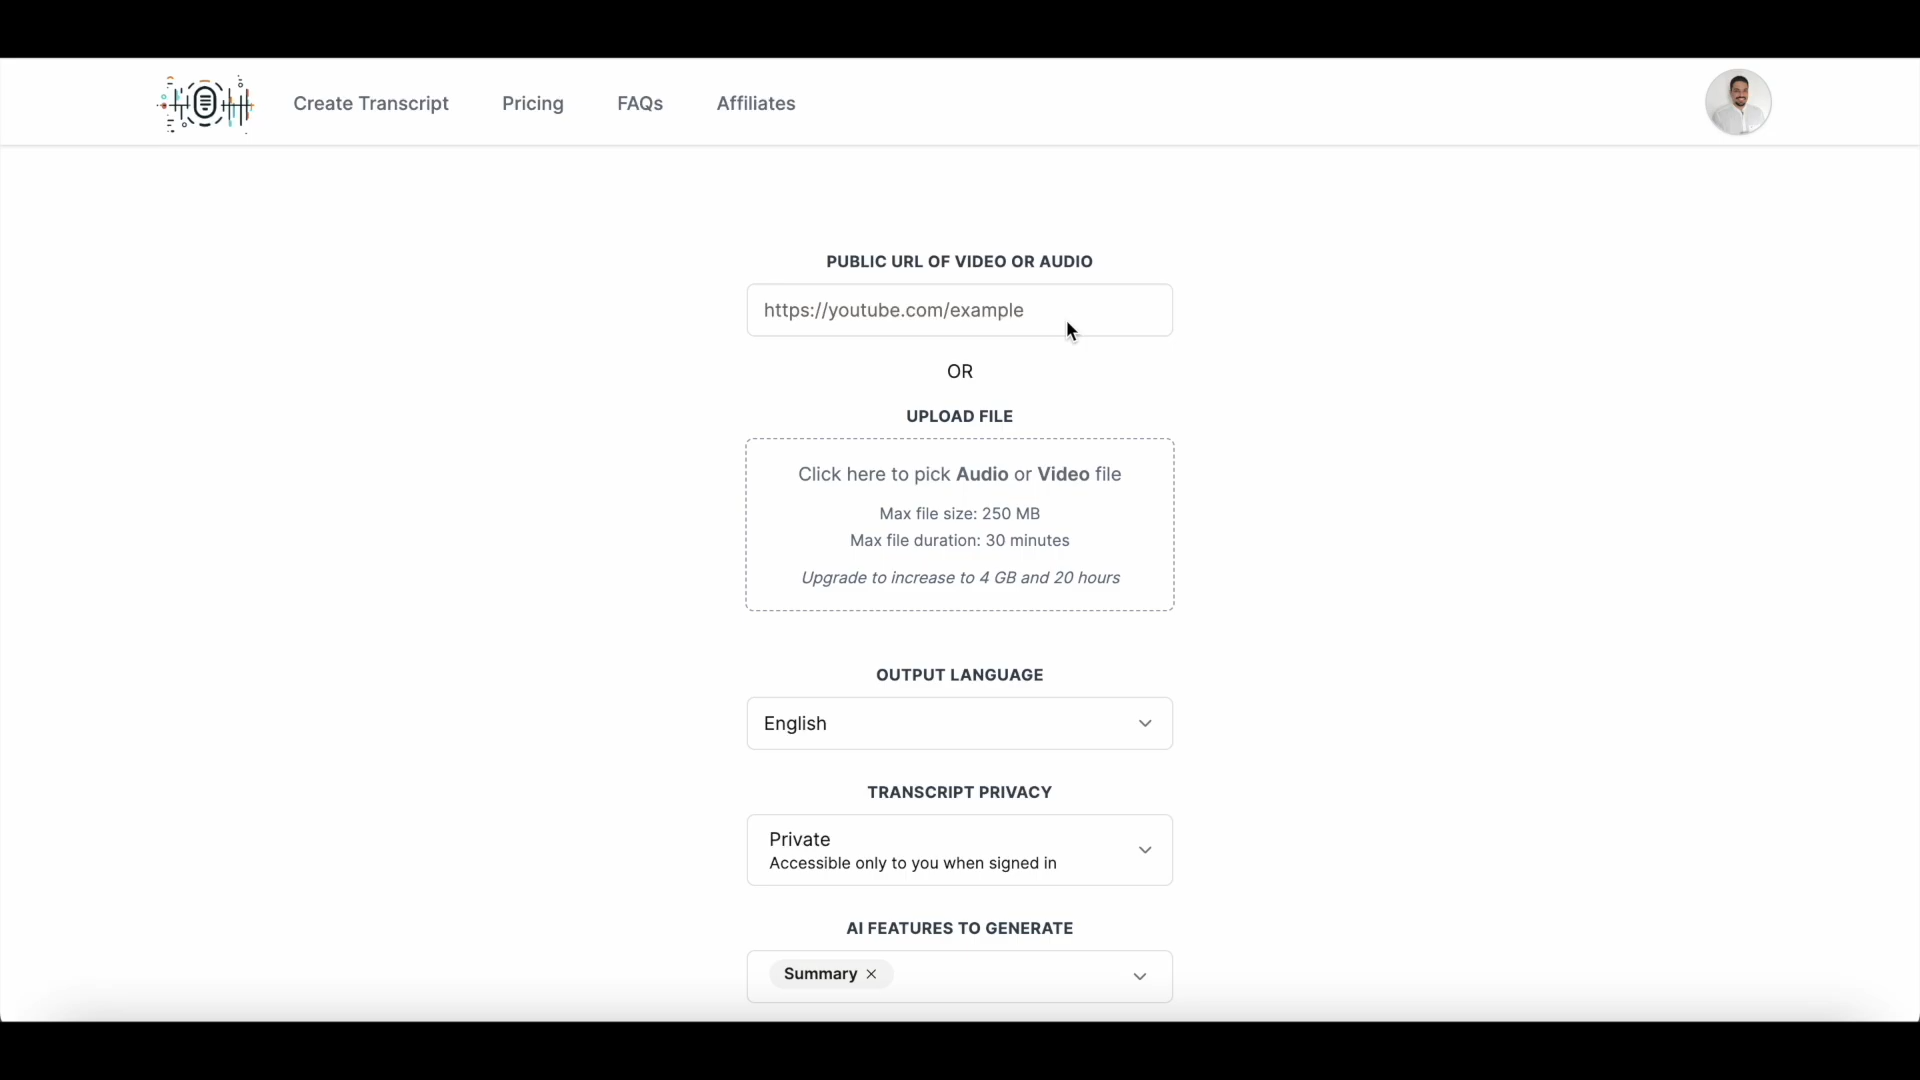 Create Transcript
Pricing
FAQs
Affiliates
PUBLIC URL OF VIDEO OR AUDIO
https://youtube.com/example
OR
UPLOAD FILE
Click here to pick Audio or Video file
Max file size: 250 MB
Max file duration: 30 minutes
Upgrade to increase to 4 GB and 20 hours
OUTPUT LANGUAGE
English
TRANSCRIPT PRIVACY
Private
Accessible only to you when signed in
AI FEATURES TO GENERATE
Summary